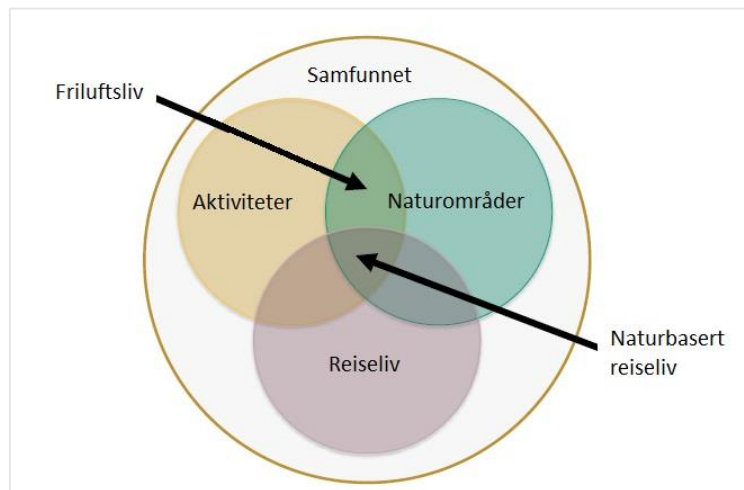 Samfunnet
Friluftsliv
Aktiviteter
Naturområder
Reiseliv
Naturbasert
reiseliv